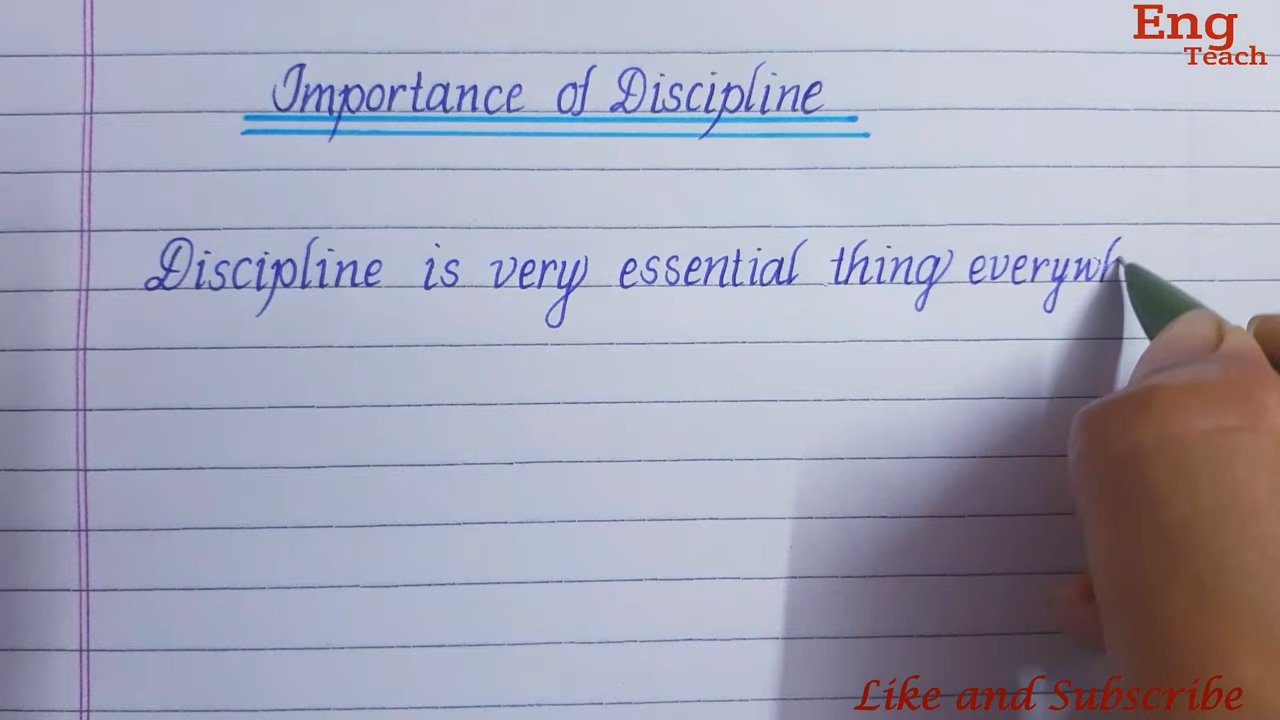 Eng
Teach
Importance of Discipline
Discipline is very essential thing everywh
Like and Subscribe